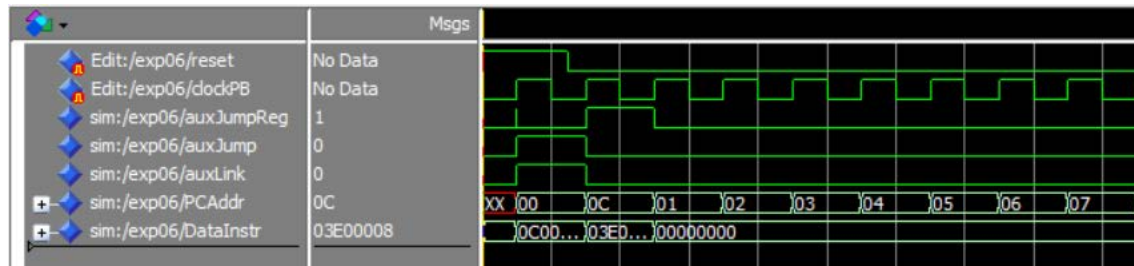 Msgs
Edit:/exp06/reset No Data
Edit:/exp06/clockPB No Data
sim:/exp06/auxJumpReg 1
sim:/exp06/auxJump 0
sim:/exp06/auxLink 0
sim:/exp06/PCAddr 0C XX 00 0C 01 02 03 04 05 06 07
sim:/exp06/DataInstr 03E00008 0C00... 03E0... 00000000